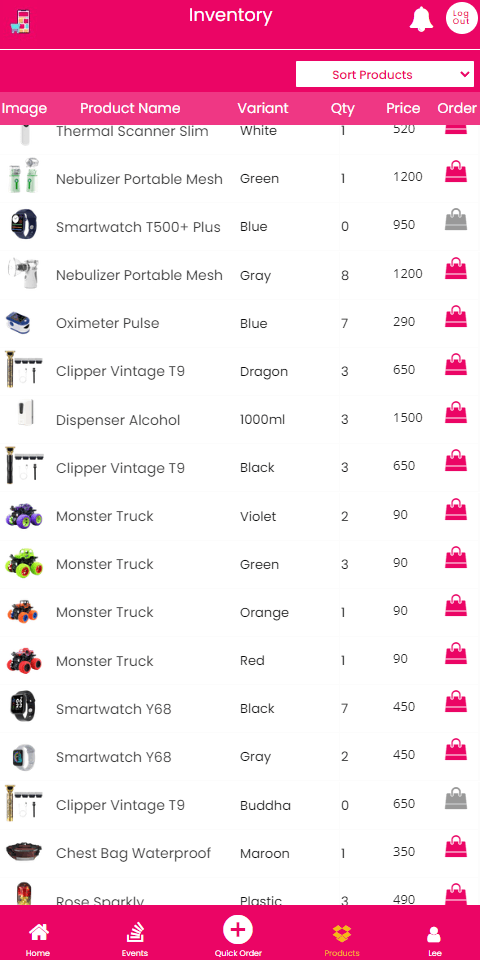 Inventory
Log Out
Sort Products
Image Product Name Variant Qty Price Order
Thermal Scanner Slim White 1 520
Nebulizer Portable Mesh Green 1 1200
Smartwatch T500+ Plus Blue 0 950
Nebulizer Portable Mesh Gray 8 1200
Oximeter Pulse Blue 7 290
Clipper Vintage T9 Dragon 3 650
Dispenser Alcohol 1000ml 3 1500
Clipper Vintage T9 Black 3 650
Monster Truck Violet 2 90
Monster Truck Green 3 90
Monster Truck Orange 1 90
Monster Truck Red 1 90
Smartwatch Y68 Black 7 450
Smartwatch Y68 Gray 2 450
Clipper Vintage T9 Buddha 0 650
Chest Bag Waterproof Maroon 1 350
Rose Sparkly Plastic 3 490
Home Events Quick Order Products Lee